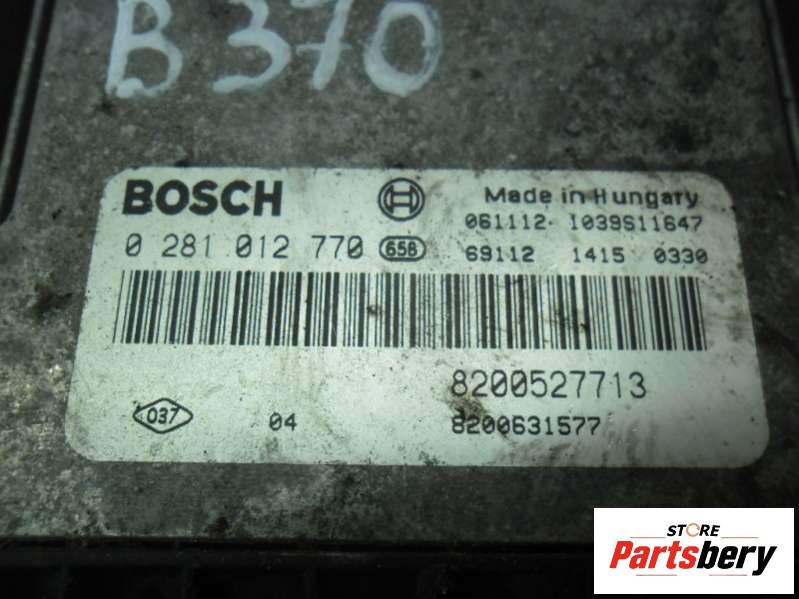 B 370
BOSCH
Made in Hungary
061112- 1039S11647
0 281 012 770 658
69112 1415 0330
8200527713
037 04
8200631577
STORE
Partsbery